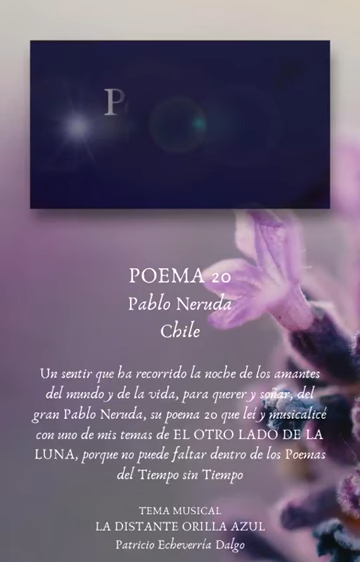 P
POEMA 20
Pablo Neruda
Chile
Un sentir que ha recorrido la noche de los amantes
del mundo y de la vida, para querer y soñar, del
gran Pablo Neruda, su poema 20 que leí y musicalicé
con uno de mis temas de EL OTRO LADO DE LA
LUNA, porque no puede faltar dentro de los Poemas
del Tiempo sin Tiempo
TEMA MUSICAL
LA DISTANTE ORILLA AZUL
Patricio Echeverría Dalgo